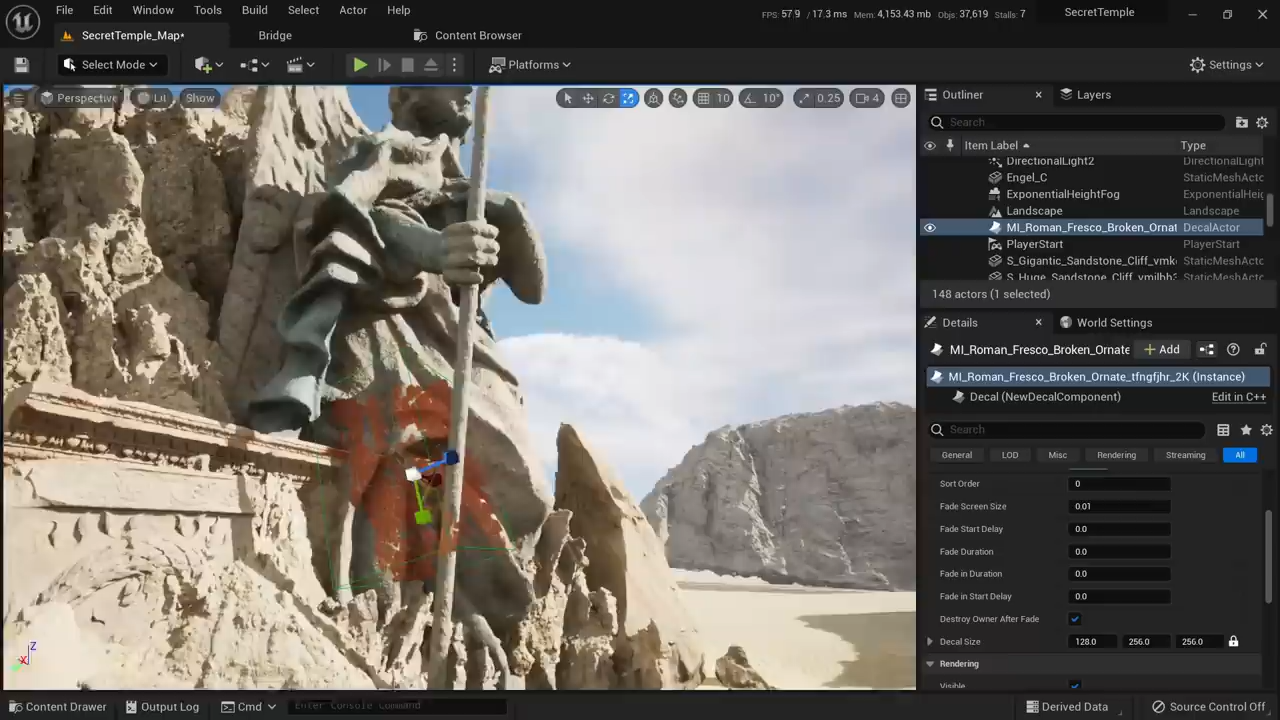 File Edit Window Tools Build Select Actor Help
FPS: 57.9 / 17.3 ms Mem: 4,153.43 mb Objs: 37,619 Stalls: 7
SecretTemple
SecretTemple_Map*
Bridge
Content Browser
Select Mode
Platforms
Settings
Perspective
Lit
Show
10
10°
0.25
4
Outliner
Layers
Search...
Item Label
Type
DirectionalLight2 DirectionalLight
Engel_C StaticMeshActo
ExponentialHeightFog ExponentialHei
Landscape Landscape
MI_Roman_Fresco_Broken_Ornat DecalActor
PlayerStart PlayerStart
S_Gigantic_Sandstone_Cliff_vmk StaticMeshActo
S_Huge_Sandstone_Cliff_vmilbh StaticMeshActo
148 actors (1 selected)
Details
World Settings
MI_Roman_Fresco_Broken_Ornate
Add
MI_Roman_Fresco_Broken_Ornate_tfngfjhr_2K (Instance)
Decal (NewDecalComponent)
Edit in C++
Search
General LOD Misc Rendering Streaming All
Sort Order 0
Fade Screen Size 0.01
Fade Start Delay 0.0
Fade Duration 0.0
Fade in Duration 0.0
Fade in Start Delay 0.0
Destroy Owner After Fade
Decal Size 128.0 256.0 256.0
Rendering
Visible
Z
X
Content Drawer
Output Log
Cmd
Enter Console Command
Derived Data
Source Control Off